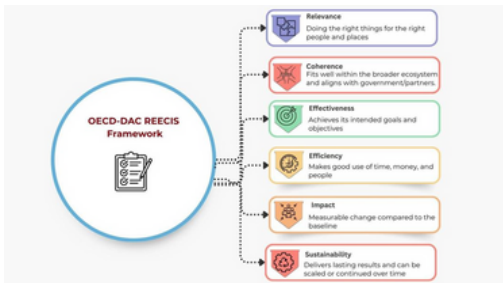 OECD-DAC REECIS
Framework
Relevance
Doing the right things for the right
people and places
Coherence
Fits well within the broader ecosystem
and aligns with government/partners.
Effectiveness
Achieves its intended goals and
objectives
Efficiency
Makes good use of time, money, and
people
Impact
Measurable change compared to the
baseline
Sustainability
Delivers lasting results and can be
scaled or continued over time